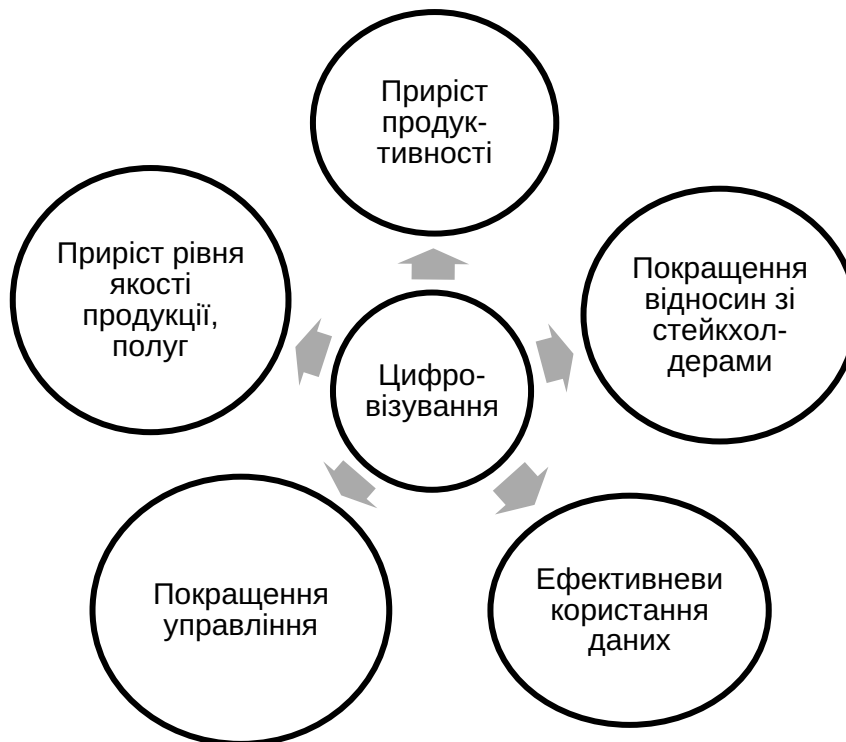 Приріст
продук-
тивності
Приріст рівня
якості
продукції,
полуг
Покращення
відносин зі
стейкхол-
дерами
Цифро-
візування
Покращення
управління
Ефективневи
користання
даних